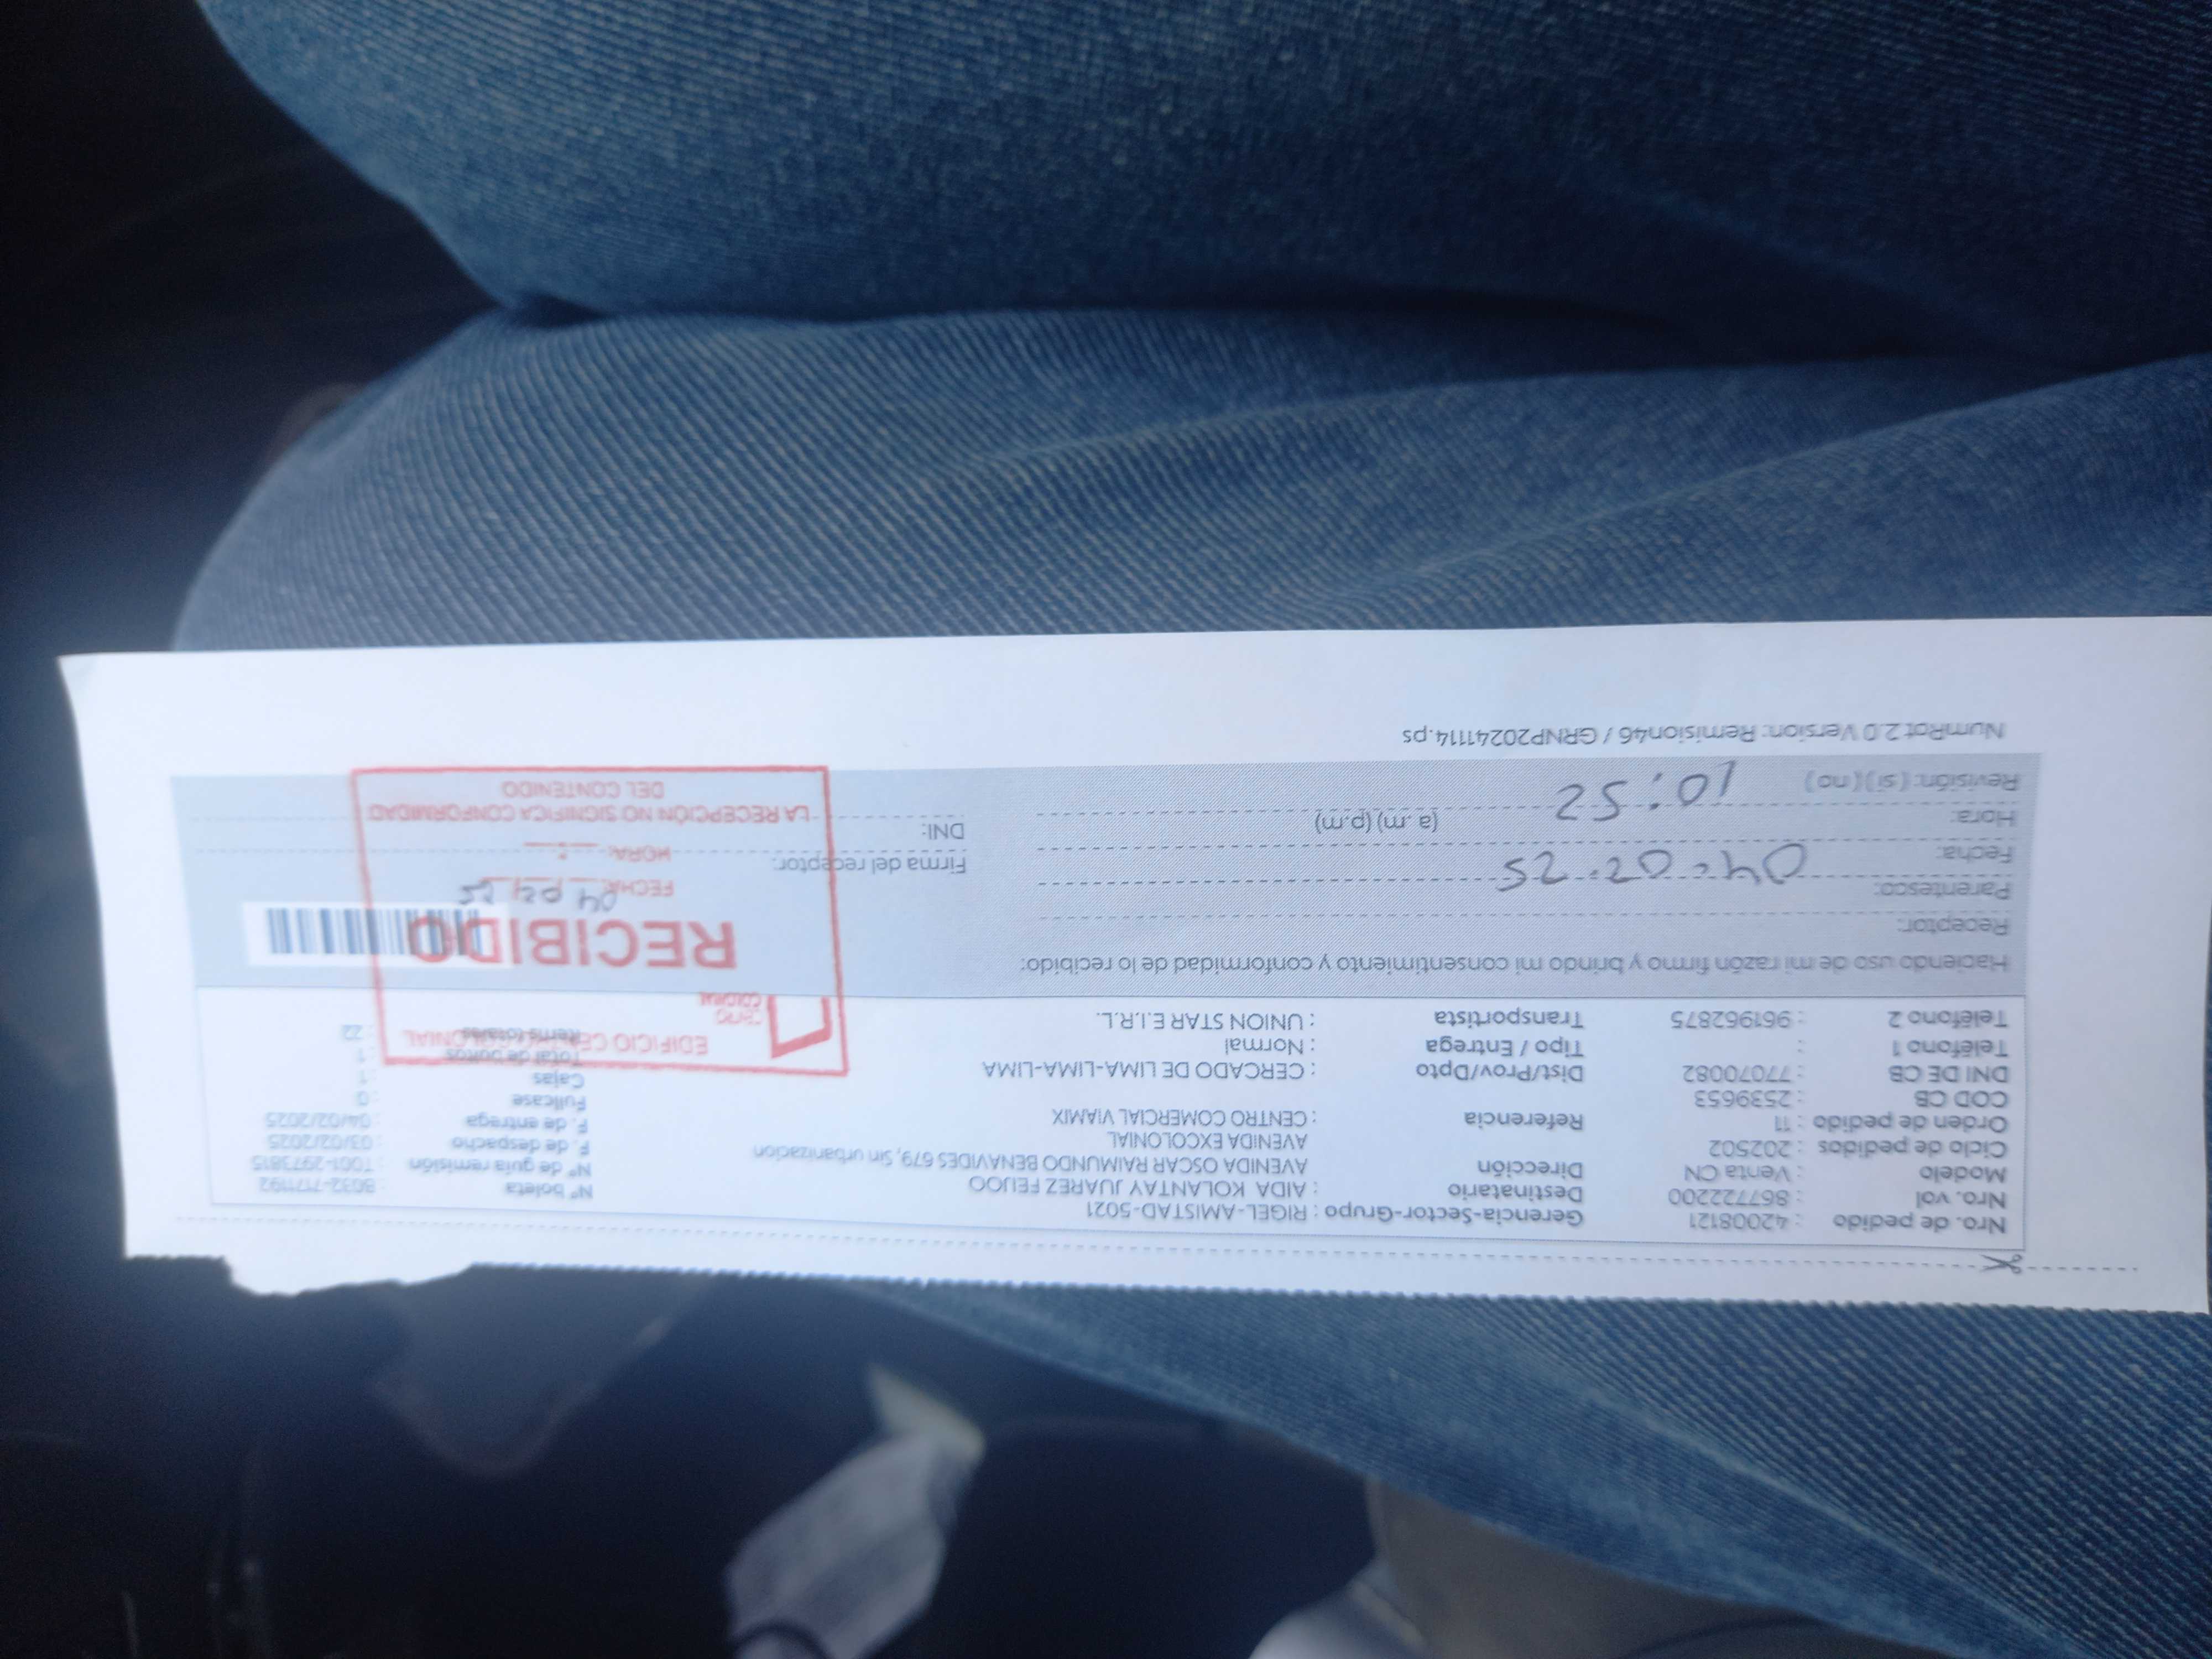 Nro. de pedido : 42008121
Nro. vol : 867722200
Modelo : Venta CN
Ciclo de pedidos : 202502
Orden de pedido : 11
COD CB : 2539653
DNI DE CB : 77070082
Teléfono 1 :
Teléfono 2 : 961962875
Gerencia-Sector-Grupo : RIGEL-AMISTAD-5021
Destinatario : AIDA KOLANTAY JUAREZ FEIJOO
Dirección AVENIDA OSCAR RAIMUNDO BENAVIDES 679, Sin urbanizacion
AVENIDA EXCOLONIAL
Referencia : CENTRO COMERCIAL VIAMIX
Dist/Prov/Dpto : CERCADO DE LIMA-LIMA-LIMA
Tipo / Entrega : Normal
Transportista : UNION STAR E.I.R.L.
N° boleta : B032-7171192
N° de guía remisión : T001-2973815
F. de despacho : 03/02/2025
F. de entrega : 04/02/2025
Fullcase : 0
Cajas : 1
Total de bultos : 1
Items totales : 22
EDIFICIO CENTRO COLONIAL
CENTRO
COLONIAL
RECIBIDO
FECHA: 04 02 25
HORA: :
LA RECEPCIÓN NO SIGNIFICA CONFORMIDAD
DEL CONTENIDO
Haciendo uso de mi razón firmo y brindo mi consentimiento y conformidad de lo recibido:
Receptor:
Parentesco:
Fecha: 04-02-25
Hora: 10:52 (a.m) (p.m)
Revisión: (si) (no)
Firma del receptor:
DNI:
NumRot 2.0 Version: Remision46 / GRNP20241114.ps